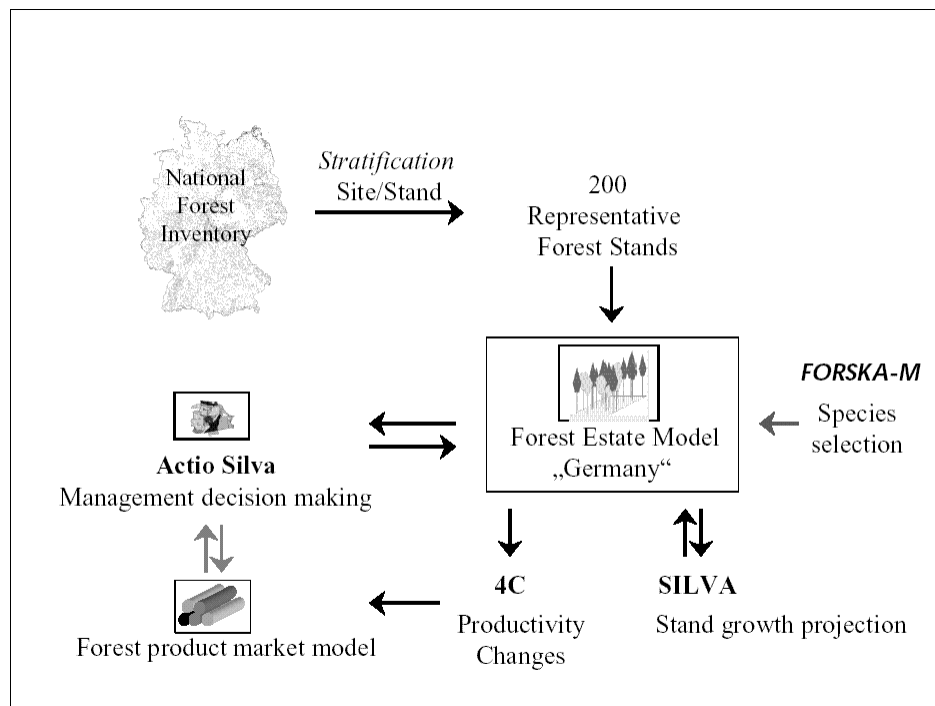 National
Forest
Inventory
Stratification
Site/Stand
200
Representative
Forest Stands
FORSKA-M
Species
selection
Forest Estate Model
„Germany“
Actio Silva
Management decision making
4C
Productivity
Changes
SILVA
Stand growth projection
Forest product market model